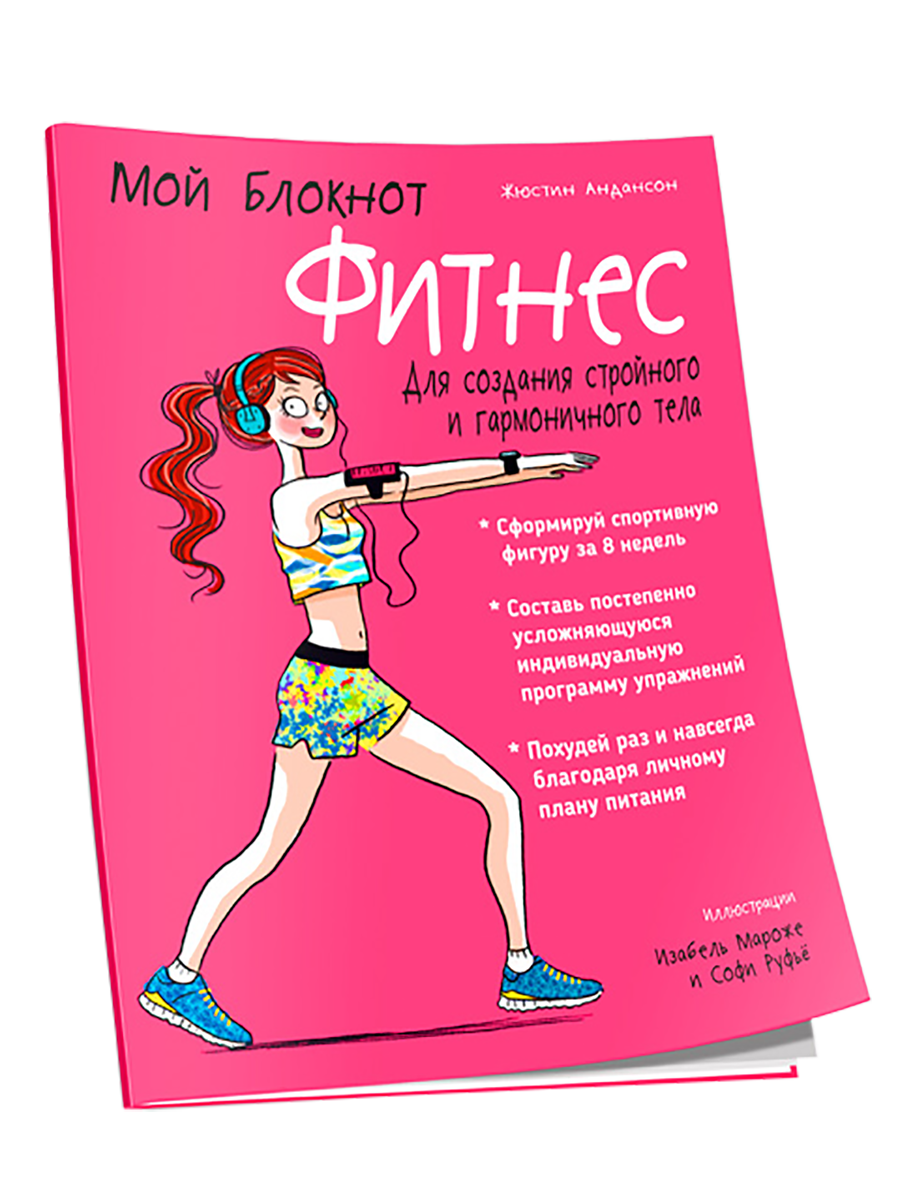 Мой блокнот
Жюстин Андансон
Фитнес
Для создания стройного
и гармоничного тела
* Сформируй спортивную
фигуру за 8 недель
* Составь постепенно
усложняющуюся
индивидуальную
программу упражнений
* Похудей раз и навсегда
благодаря личному
плану питания
Иллюстрации
Изабель Мароже
и Софи Руфьё